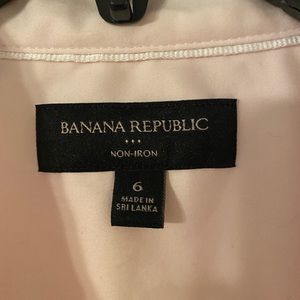 BANANA REPUBLIC
NON-IRON
6
MADE IN
SRI LANKA